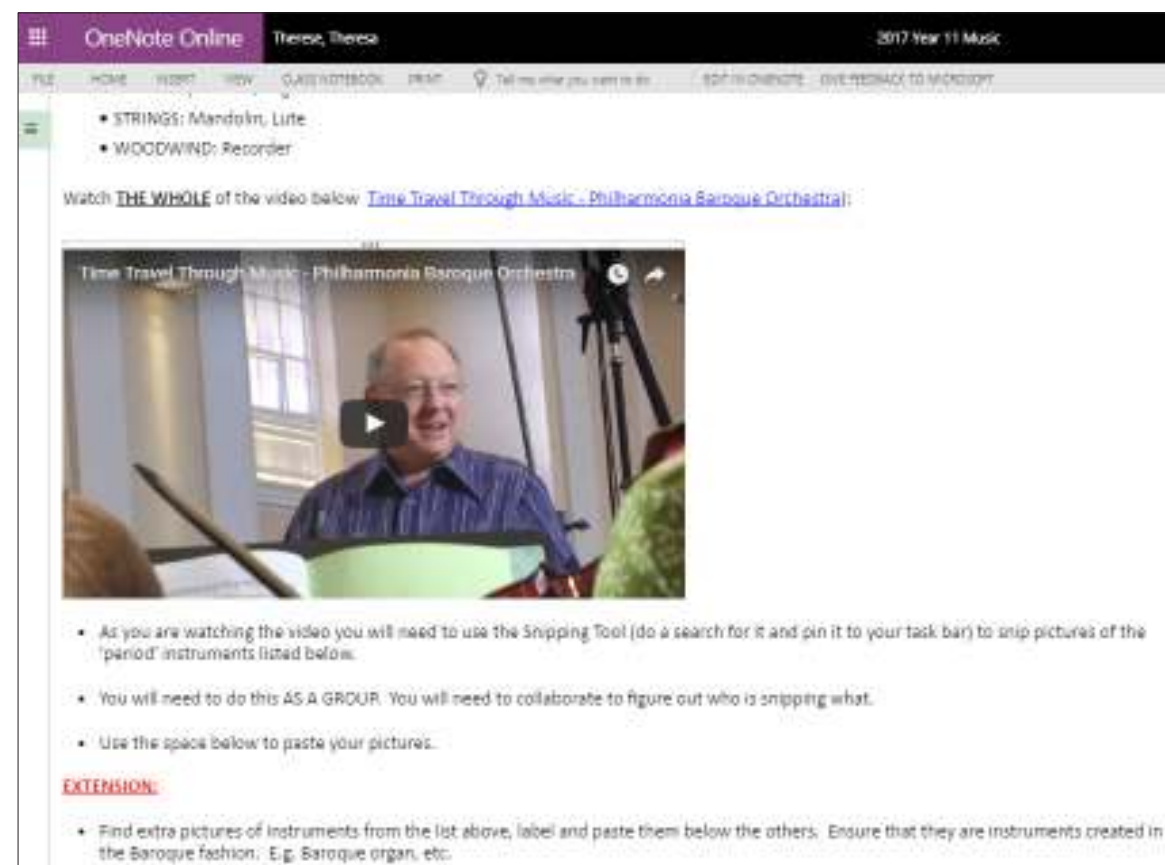 OneNote Online Therese, Theresa 2017 Year 11 Music
FILE HOME INSERT VIEW CLASS NOTEBOOK PRINT Tell me what you want to do EDIT IN ONENOTE GIVE FEEDBACK TO MICROSOFT
• STRINGS: Mandolin, Lute
• WOODWIND: Recorder
Watch THE WHOLE of the video below Time Travel Through Music - Philharmonia Baroque Orchestra):
Time Travel Through Music - Philharmonia Baroque Orchestra
• As you are watching the video you will need to use the Snipping Tool (do a search for it and pin it to your task bar) to snip pictures of the
'period' instruments listed below.
• You will need to do this AS A GROUP. You will need to collaborate to figure out who is snipping what.
• Use the space below to paste your pictures.
EXTENSION:
• Find extra pictures of instruments from the list above, label and paste them below the others. Ensure that they are instruments created in
the Baroque fashion. E.g. Baroque organ, etc.